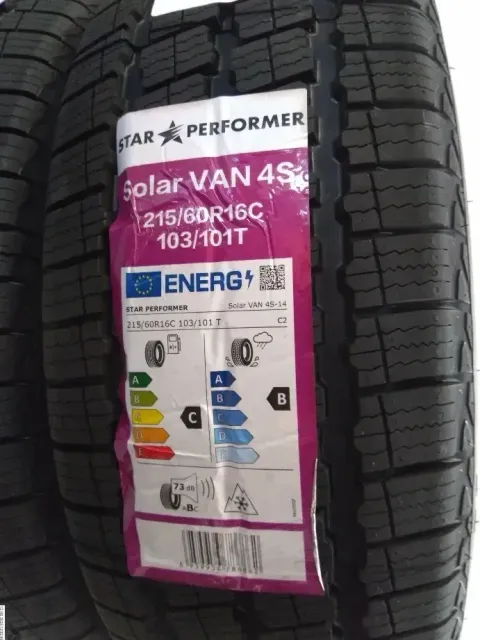 STAR PERFORMER
Solar VAN 4S
215/60R16C
103/101T
ENERG
STAR PERFORMER Solar VAN 4S-14
215/60R16C 103/101 T C2
A A
B B B
C C C
D D
E E
73 dB
ABC